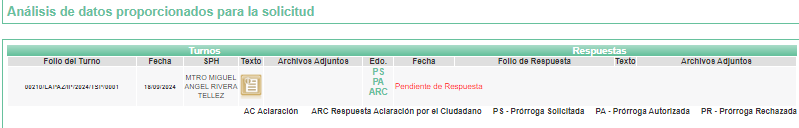 Análisis de datos proporcionados para la solicitud
Turnos Respuestas
Folio del Turno Fecha SPH Texto Archivos Adjuntos Edo. Fecha Folio de Respuesta Texto Archivos Adjuntos
00210/LAPAZ/IP/2024/TSP/0001 18/09/2024 MTRO MIGUEL ANGEL RIVERA TELLEZ PS PA ARC Pendiente de Respuesta
AC Aclaración ARC Respuesta Aclaración por el Ciudadano PS - Prórroga Solicitada PA - Prórroga Autorizada PR - Prórroga Rechazada